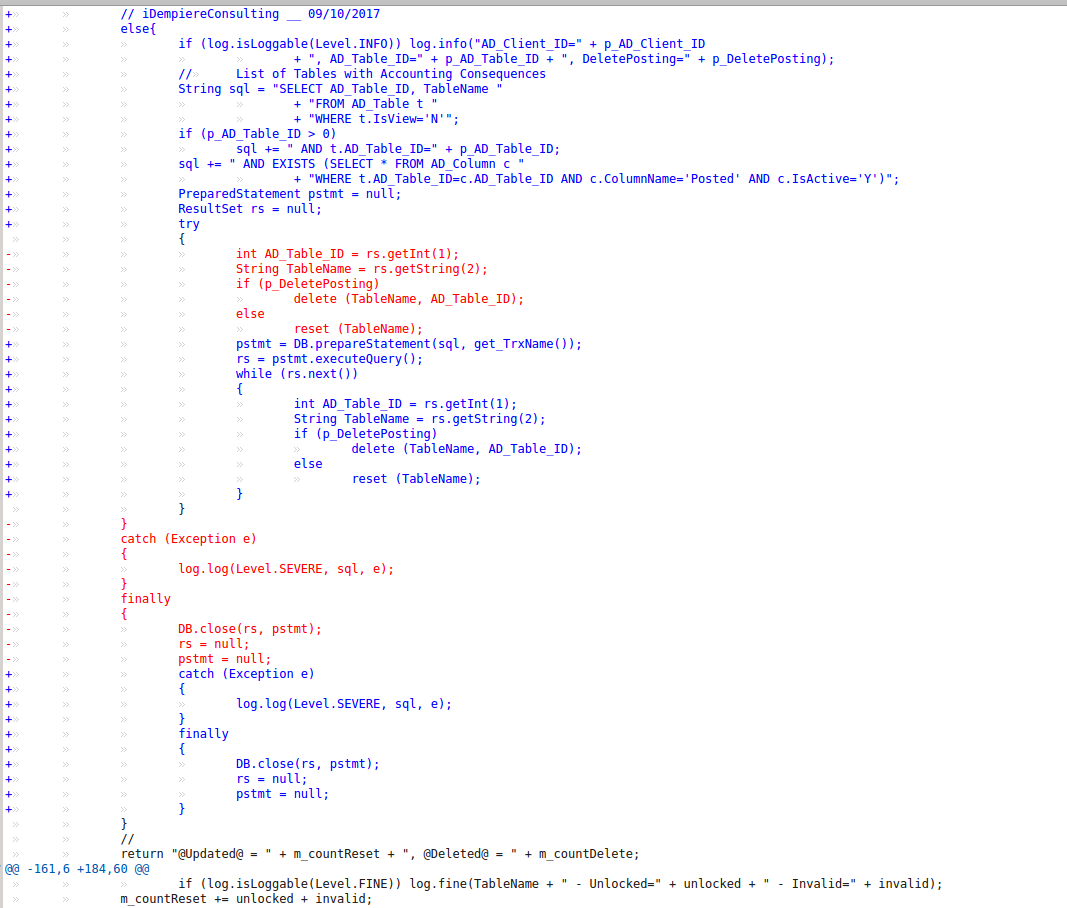 +» » // iDempiereConsulting __ 09/10/2017
+» » else{
+» » » if (log.isLoggable(Level.INFO)) log.info("AD_Client_ID=" + p_AD_Client_ID
+» » » » » + ", AD_Table_ID=" + p_AD_Table_ID + ", DeletePosting=" + p_DeletePosting);
+» » » //» List of Tables with Accounting Consequences
+» » » String sql = "SELECT AD_Table_ID, TableName "
+» » » » » + "FROM AD_Table t "
+» » » » » + "WHERE t.IsView='N'";
+» » » if (p_AD_Table_ID > 0)
+» » » » sql += " AND t.AD_Table_ID=" + p_AD_Table_ID;
+» » » sql += " AND EXISTS (SELECT * FROM AD_Column c "
+» » » » » + "WHERE t.AD_Table_ID=c.AD_Table_ID AND c.ColumnName='Posted' AND c.IsActive='Y')";
+» » » PreparedStatement pstmt = null;
+» » » ResultSet rs = null;
+» » » try
» » » {
-» » » » int AD_Table_ID = rs.getInt(1);
-» » » » String TableName = rs.getString(2);
-» » » » if (p_DeletePosting)
-» » » » » delete (TableName, AD_Table_ID);
-» » » » else
-» » » » » reset (TableName);
+» » » » pstmt = DB.prepareStatement(sql, get_TrxName());
+» » » » rs = pstmt.executeQuery();
+» » » » while (rs.next())
+» » » » {
+» » » » » int AD_Table_ID = rs.getInt(1);
+» » » » » String TableName = rs.getString(2);
+» » » » » if (p_DeletePosting)
+» » » » » » delete (TableName, AD_Table_ID);
+» » » » » else
+» » » » » » reset (TableName);
+» » » » }
» » » }
-» » }
-» » catch (Exception e)
-» » {
-» » » log.log(Level.SEVERE, sql, e);
-» » }
-» » finally
-» » {
-» » » DB.close(rs, pstmt);
-» » » rs = null;
-» » » pstmt = null;
+» » » catch (Exception e)
+» » » {
+» » » » log.log(Level.SEVERE, sql, e);
+» » » }
+» » » finally
+» » » {
+» » » » DB.close(rs, pstmt);
+» » » » rs = null;
+» » » » pstmt = null;
+» » » }
» » }
» » //
» » return "@Updated@ = " + m_countReset + ", @Deleted@ = " + m_countDelete;
@@ -161,6 +184,60 @@
» » » if (log.isLoggable(Level.FINE)) log.fine(TableName + " - Unlocked=" + unlocked + " - Invalid=" + invalid);
» » m_countReset += unlocked + invalid;